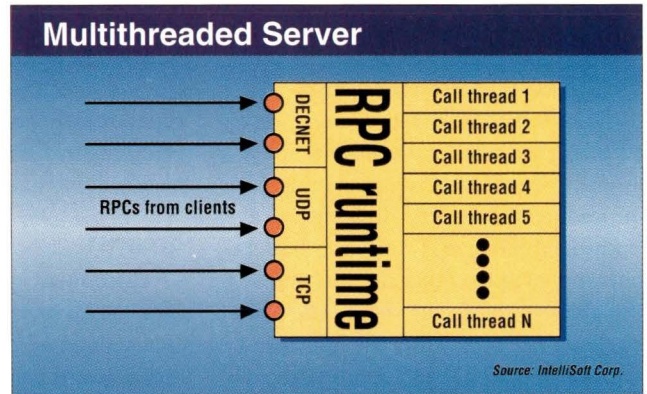 Multithreaded Server
RPCs from clients
DECNET
UDP
TCP
RPC runtime
Call thread 1
Call thread 2
Call thread 3
Call thread 4
Call thread 5
Call thread N
Source: IntelliSoft Corp.